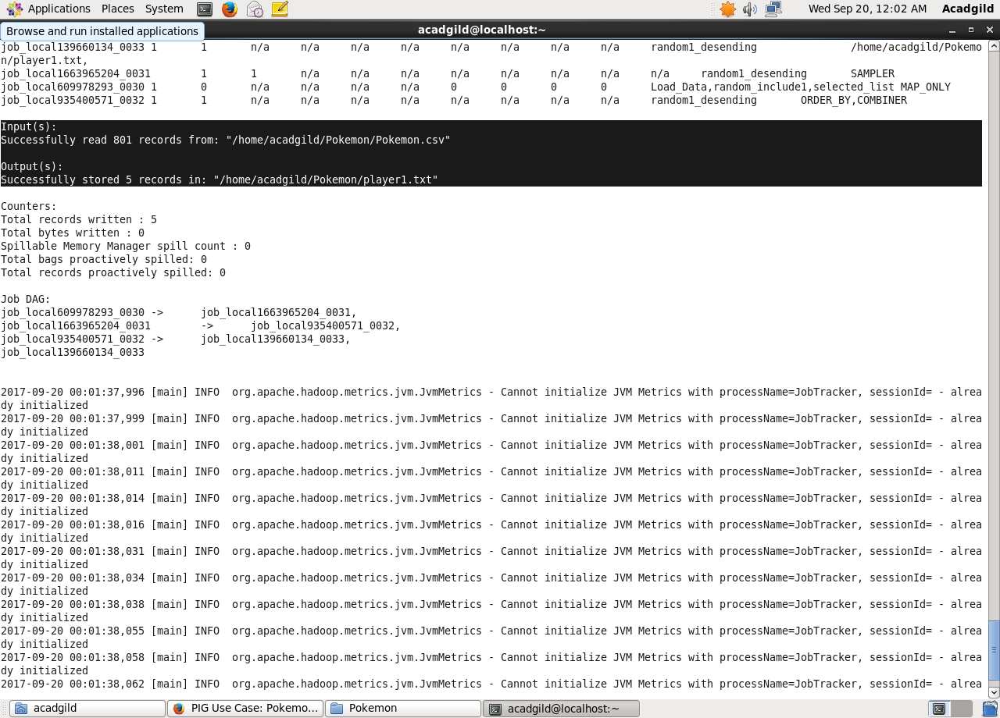 Applications Places System Wed Sep 20, 12:02 AM Acadgild
Browse and run installed applications
acadgild@localhost:~
job_local139660134_0033 1 1 n/a n/a n/a n/a n/a n/a n/a n/a random1_desending /home/acadgild/Pokemo
n/player1.txt,
job_local1663965204_0031 1 1 n/a n/a n/a n/a n/a n/a n/a n/a random1_desending SAMPLER
job_local609978293_0030 1 0 n/a n/a n/a n/a 0 0 0 0 Load_Data,random_include1,selected_list MAP_ONLY
job_local935400571_0032 1 1 n/a n/a n/a n/a n/a n/a n/a n/a random1_desending ORDER_BY,COMBINER
Input(s):
Successfully read 801 records from: "/home/acadgild/Pokemon/Pokemon.csv"
Output(s):
Successfully stored 5 records in: "/home/acadgild/Pokemon/player1.txt"
Counters:
Total records written : 5
Total bytes written : 0
Spillable Memory Manager spill count : 0
Total bags proactively spilled: 0
Total records proactively spilled: 0
Job DAG:
job_local609978293_0030 -> job_local1663965204_0031,
job_local1663965204_0031 -> job_local935400571_0032,
job_local935400571_0032 -> job_local139660134_0033,
job_local139660134_0033
2017-09-20 00:01:37,996 [main] INFO org.apache.hadoop.metrics.jvm.JvmMetrics - Cannot initialize JVM Metrics with processName=JobTracker, sessionId= - alrea
dy initialized
2017-09-20 00:01:37,999 [main] INFO org.apache.hadoop.metrics.jvm.JvmMetrics - Cannot initialize JVM Metrics with processName=JobTracker, sessionId= - alrea
dy initialized
2017-09-20 00:01:38,001 [main] INFO org.apache.hadoop.metrics.jvm.JvmMetrics - Cannot initialize JVM Metrics with processName=JobTracker, sessionId= - alrea
dy initialized
2017-09-20 00:01:38,011 [main] INFO org.apache.hadoop.metrics.jvm.JvmMetrics - Cannot initialize JVM Metrics with processName=JobTracker, sessionId= - alrea
dy initialized
2017-09-20 00:01:38,014 [main] INFO org.apache.hadoop.metrics.jvm.JvmMetrics - Cannot initialize JVM Metrics with processName=JobTracker, sessionId= - alrea
dy initialized
2017-09-20 00:01:38,016 [main] INFO org.apache.hadoop.metrics.jvm.JvmMetrics - Cannot initialize JVM Metrics with processName=JobTracker, sessionId= - alrea
dy initialized
2017-09-20 00:01:38,031 [main] INFO org.apache.hadoop.metrics.jvm.JvmMetrics - Cannot initialize JVM Metrics with processName=JobTracker, sessionId= - alrea
dy initialized
2017-09-20 00:01:38,034 [main] INFO org.apache.hadoop.metrics.jvm.JvmMetrics - Cannot initialize JVM Metrics with processName=JobTracker, sessionId= - alrea
dy initialized
2017-09-20 00:01:38,038 [main] INFO org.apache.hadoop.metrics.jvm.JvmMetrics - Cannot initialize JVM Metrics with processName=JobTracker, sessionId= - alrea
dy initialized
2017-09-20 00:01:38,055 [main] INFO org.apache.hadoop.metrics.jvm.JvmMetrics - Cannot initialize JVM Metrics with processName=JobTracker, sessionId= - alrea
dy initialized
2017-09-20 00:01:38,058 [main] INFO org.apache.hadoop.metrics.jvm.JvmMetrics - Cannot initialize JVM Metrics with processName=JobTracker, sessionId= - alrea
dy initialized
2017-09-20 00:01:38,062 [main] INFO org.apache.hadoop.metrics.jvm.JvmMetrics - Cannot initialize JVM Metrics with processName=JobTracker, sessionId= - alrea
acadgild PIG Use Case: Pokemo... Pokemon acadgild@localhost:~